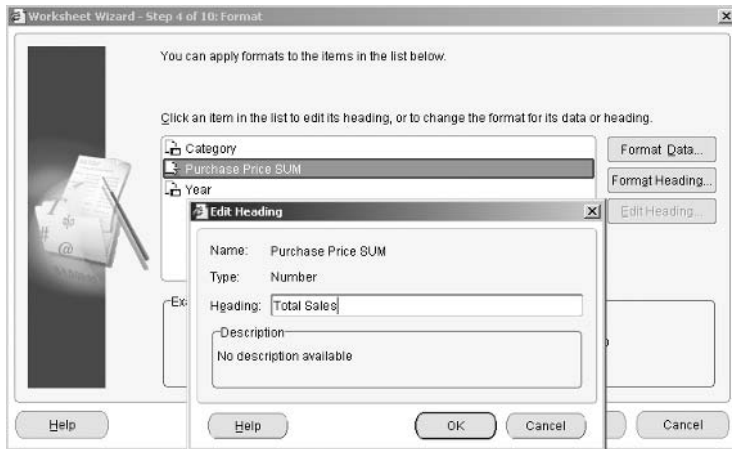 Worksheet Wizard - Step 4 of 10: Format
You can apply formats to the items in the list below.
Click an item in the list to edit its heading, or to change the format for its data or heading.
Category
Purchase Price SUM
Year
Format Data...
Format Heading...
Edit Heading...
Edit Heading
Name: Purchase Price SUM
Type: Number
Heading: Total Sales
Description
No description available
Help
OK
Cancel
Help
Cancel